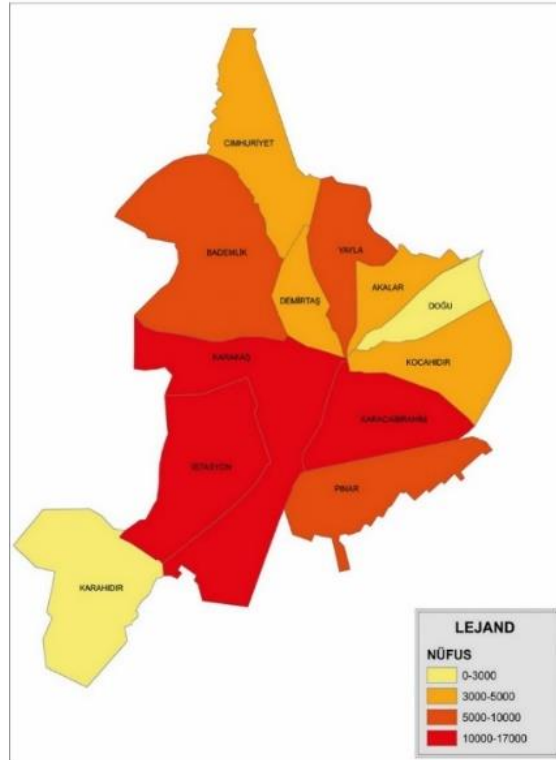 CUMHURİYET
BADEMLİK
YAYLA
DEMİRTAŞ
AKALAR
DOĞU
KOCAHIDIR
KARAKAŞ
KARACAİBRAHİM
İSTASYON
PINAR
KARAHIDIR
LEJAND
NÜFUS
0-3000
3000-5000
5000-10000
10000-17000